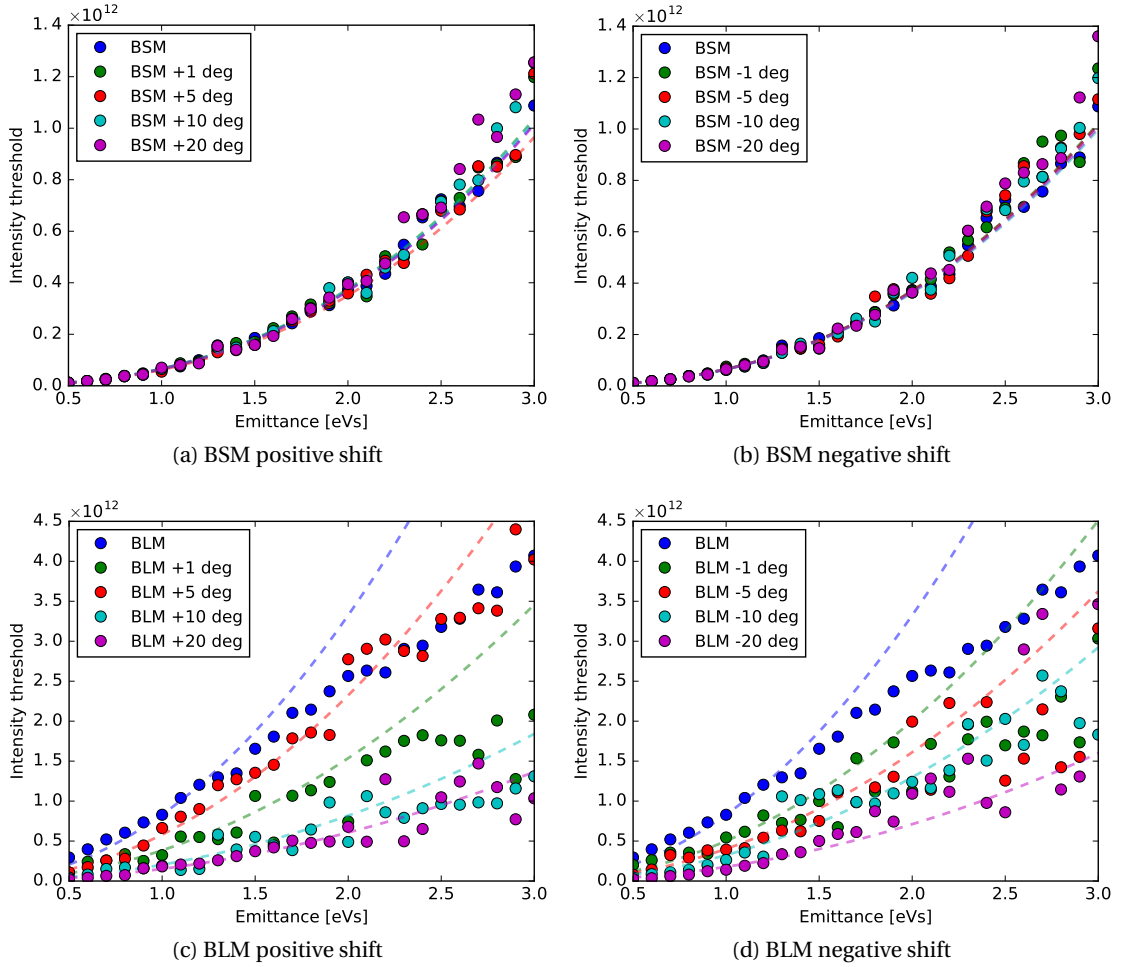 ×10¹²
1.4
1.2
1.0
0.8
0.6
0.4
0.2
0.0
Intensity threshold
BSM
BSM +1 deg
BSM +5 deg
BSM +10 deg
BSM +20 deg
0.5 1.0 1.5 2.0 2.5 3.0
Emittance [eVs]
(a) BSM positive shift
×10¹²
1.4
1.2
1.0
0.8
0.6
0.4
0.2
0.0
Intensity threshold
BSM
BSM -1 deg
BSM -5 deg
BSM -10 deg
BSM -20 deg
0.5 1.0 1.5 2.0 2.5 3.0
Emittance [eVs]
(b) BSM negative shift
×10¹²
4.5
4.0
3.5
3.0
2.5
2.0
1.5
1.0
0.5
0.0
Intensity threshold
BLM
BLM +1 deg
BLM +5 deg
BLM +10 deg
BLM +20 deg
0.5 1.0 1.5 2.0 2.5 3.0
Emittance [eVs]
(c) BLM positive shift
×10¹²
4.5
4.0
3.5
3.0
2.5
2.0
1.5
1.0
0.5
0.0
Intensity threshold
BLM
BLM -1 deg
BLM -5 deg
BLM -10 deg
BLM -20 deg
0.5 1.0 1.5 2.0 2.5 3.0
Emittance [eVs]
(d) BLM negative shift